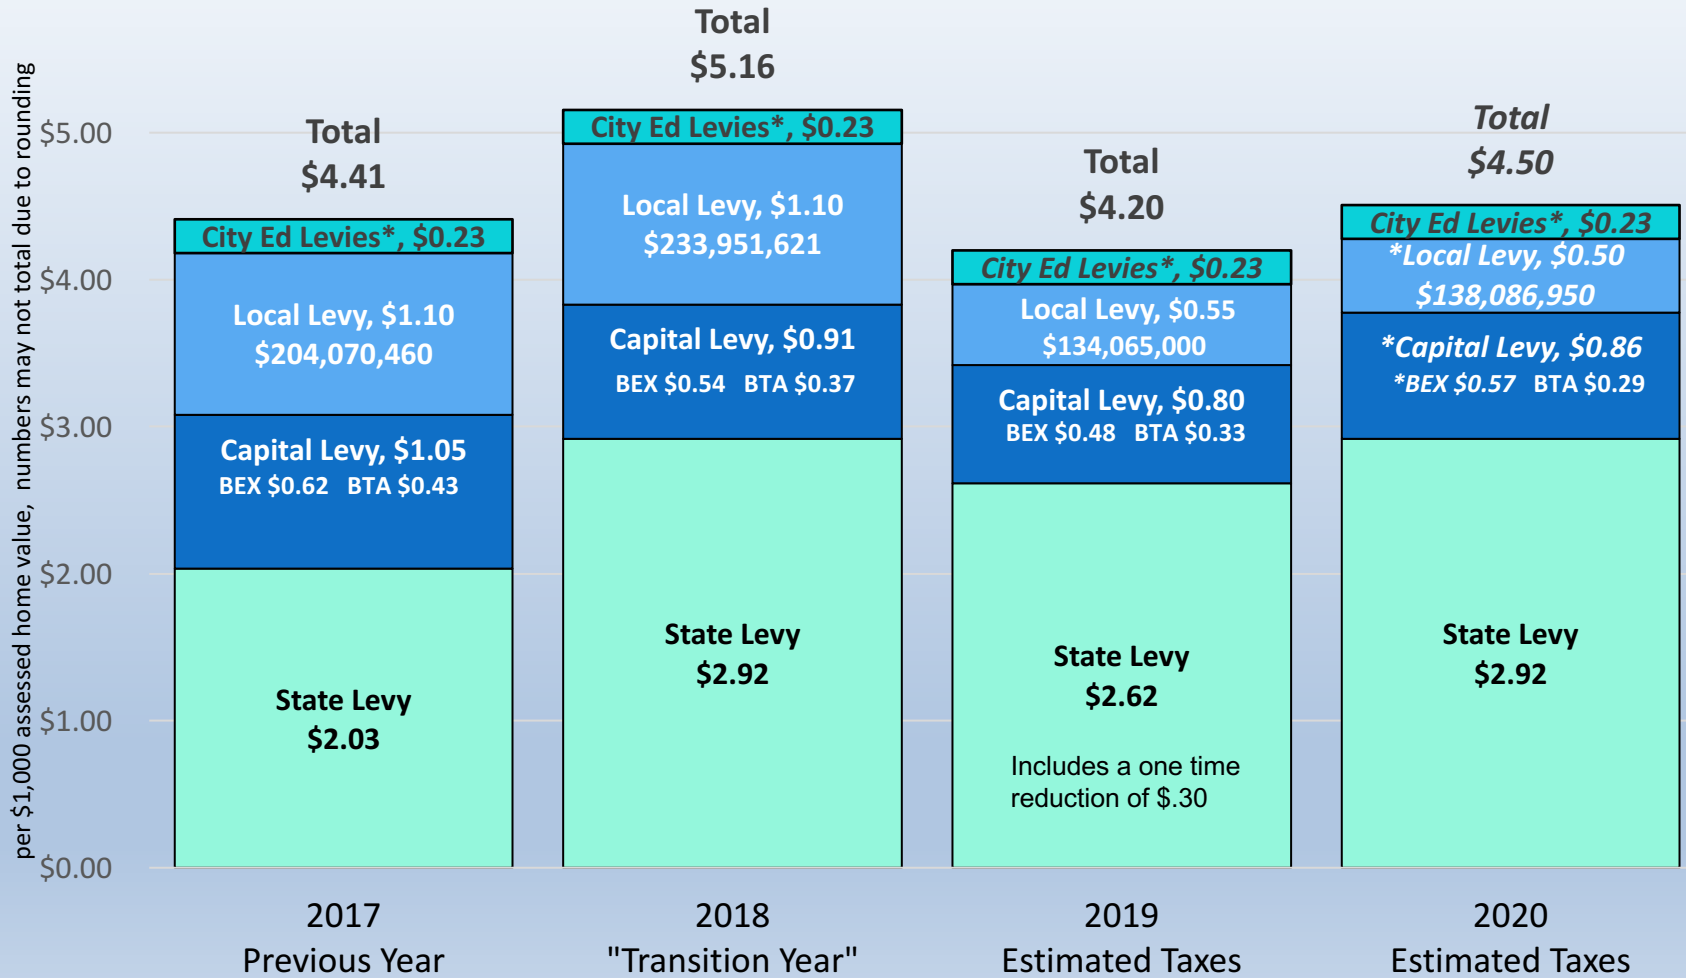 per $1,000 assessed home value, numbers may not total due to rounding
$5.00
$4.00
$3.00
$2.00
$1.00
$0.00
Total
$4.41
City Ed Levies*, $0.23
Local Levy, $1.10
$204,070,460
Capital Levy, $1.05
BEX $0.62 BTA $0.43
State Levy
$2.03
2017
Previous Year
Total
$5.16
City Ed Levies*, $0.23
Local Levy, $1.10
$233,951,621
Capital Levy, $0.91
BEX $0.54 BTA $0.37
State Levy
$2.92
2018
"Transition Year"
Total
$4.20
City Ed Levies*, $0.23
Local Levy, $0.55
$134,065,000
Capital Levy, $0.80
BEX $0.48 BTA $0.33
State Levy
$2.62
Includes a one time
reduction of $.30
2019
Estimated Taxes
Total
$4.50
City Ed Levies*, $0.23
*Local Levy, $0.50
$138,086,950
*Capital Levy, $0.86
*BEX $0.57 BTA $0.29
State Levy
$2.92
2020
Estimated Taxes